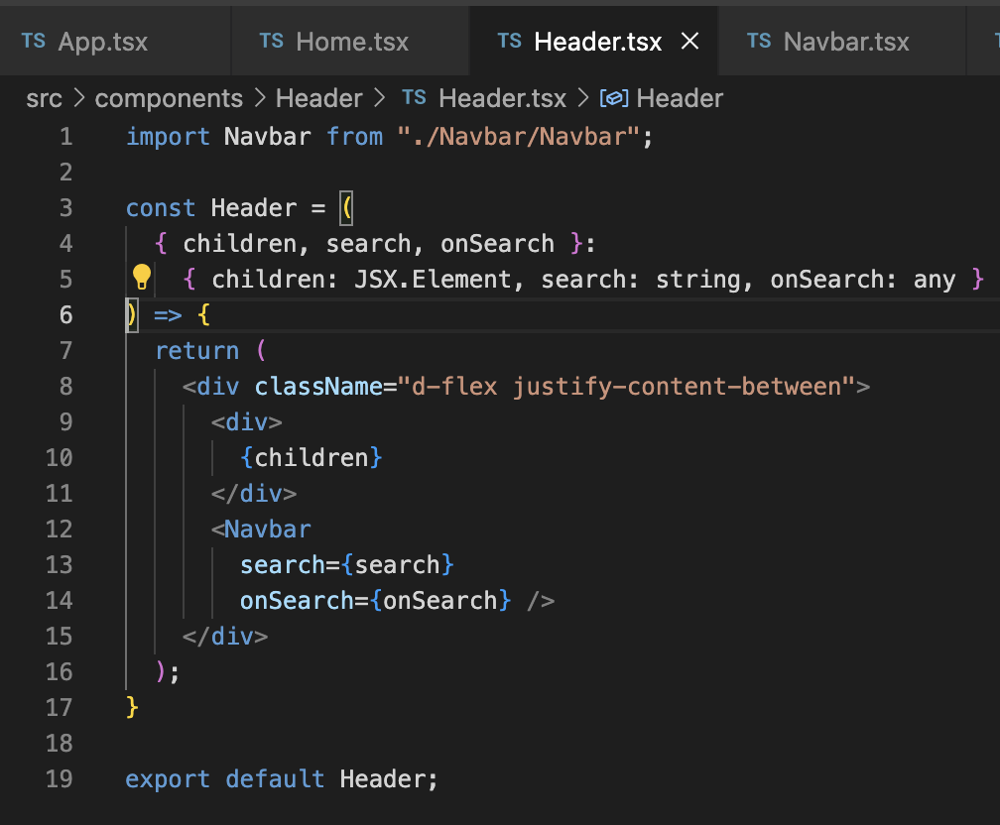 TS App.tsx TS Home.tsx TS Header.tsx × TS Navbar.tsx
src > components > Header > TS Header.tsx > Header
1 import Navbar from "./Navbar/Navbar";
2
3 const Header = (
4   { children, search, onSearch }:
5     { children: JSX.Element, search: string, onSearch: any }
6 ) => {
7   return (
8     <div className="d-flex justify-content-between">
9       <div>
10         {children}
11       </div>
12       <Navbar
13         search={search}
14         onSearch={onSearch} />
15     </div>
16   );
17 }
18
19 export default Header;